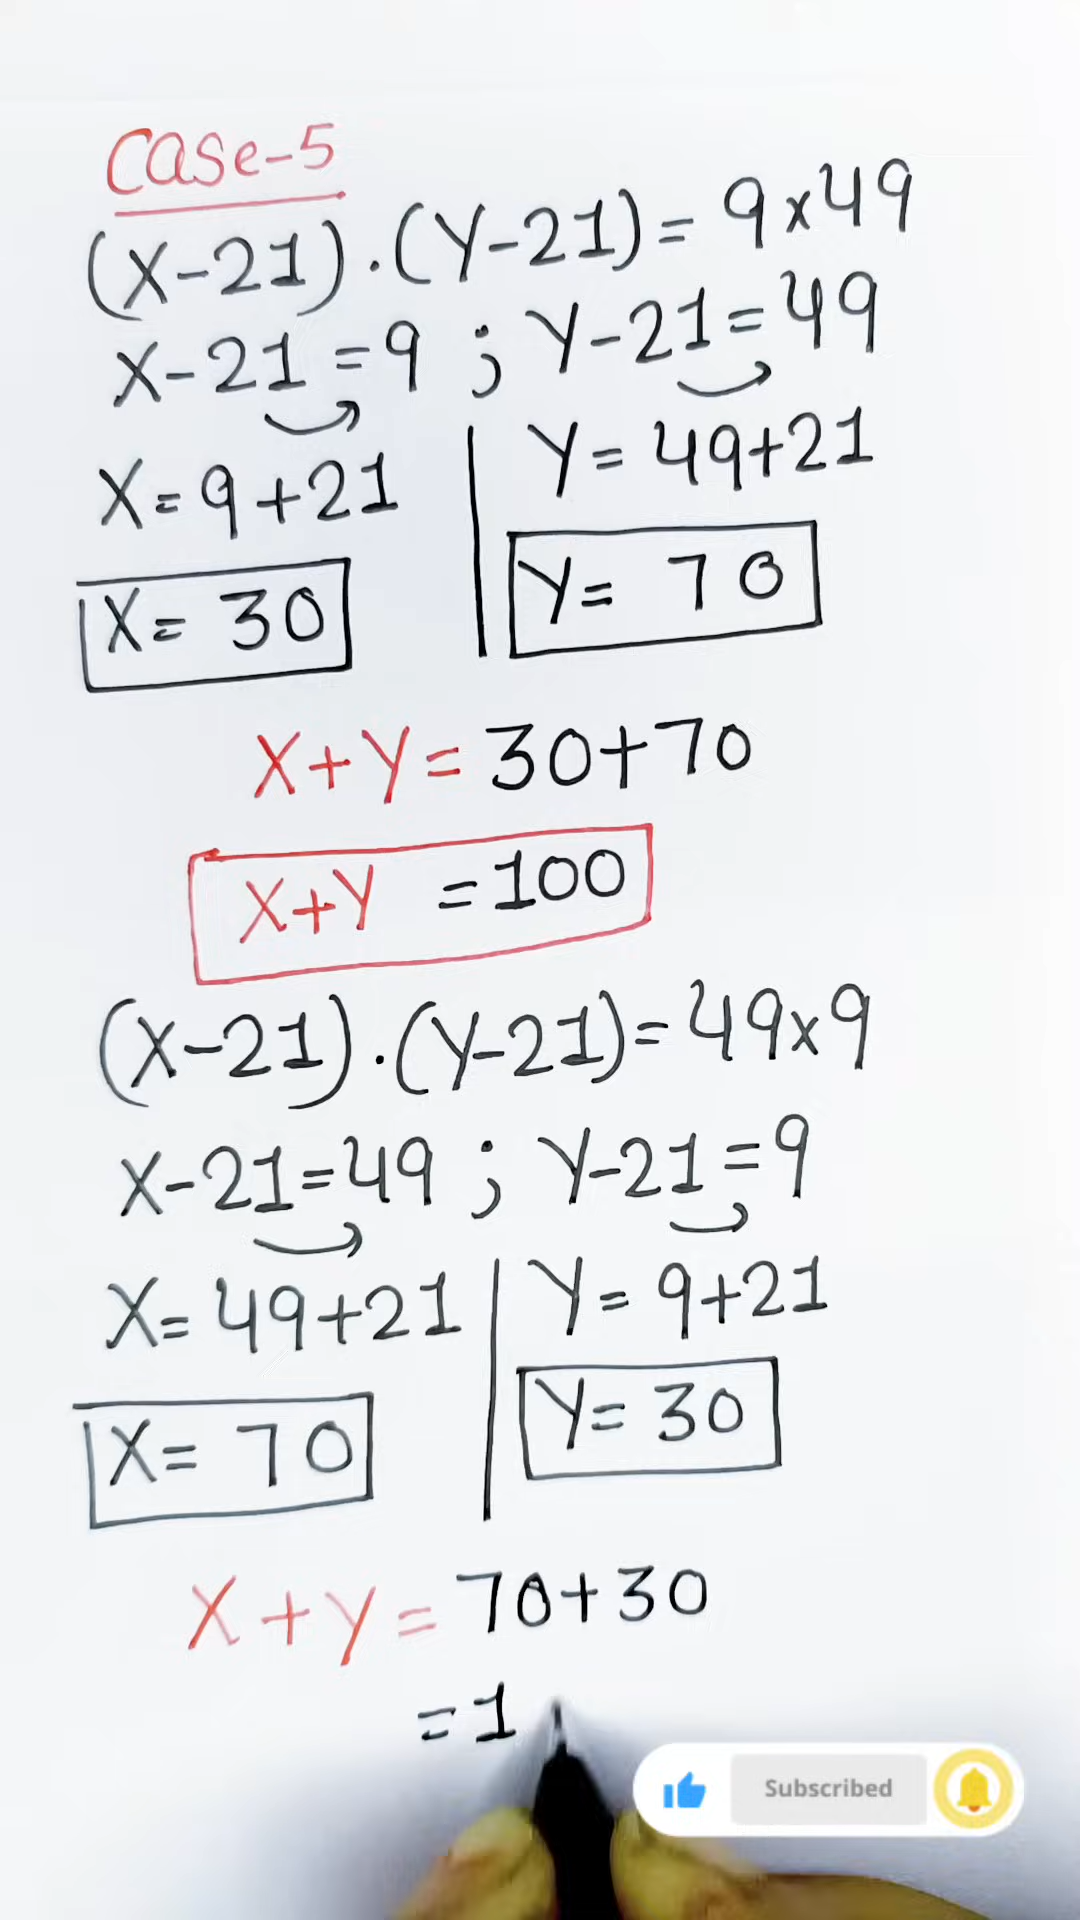 Case-5
(X-21).(Y-21)= 9x49
X-21=9 ; Y-21=49
X=9+21 Y= 49+21
X= 30 Y= 70
X+Y= 30+70
X+Y =100
(X-21).(Y-21)=49x9
X-21=49 ; Y-21=9
X=49+21 Y= 9+21
X= 70 Y= 30
X+Y= 70+30
=1
Subscribed